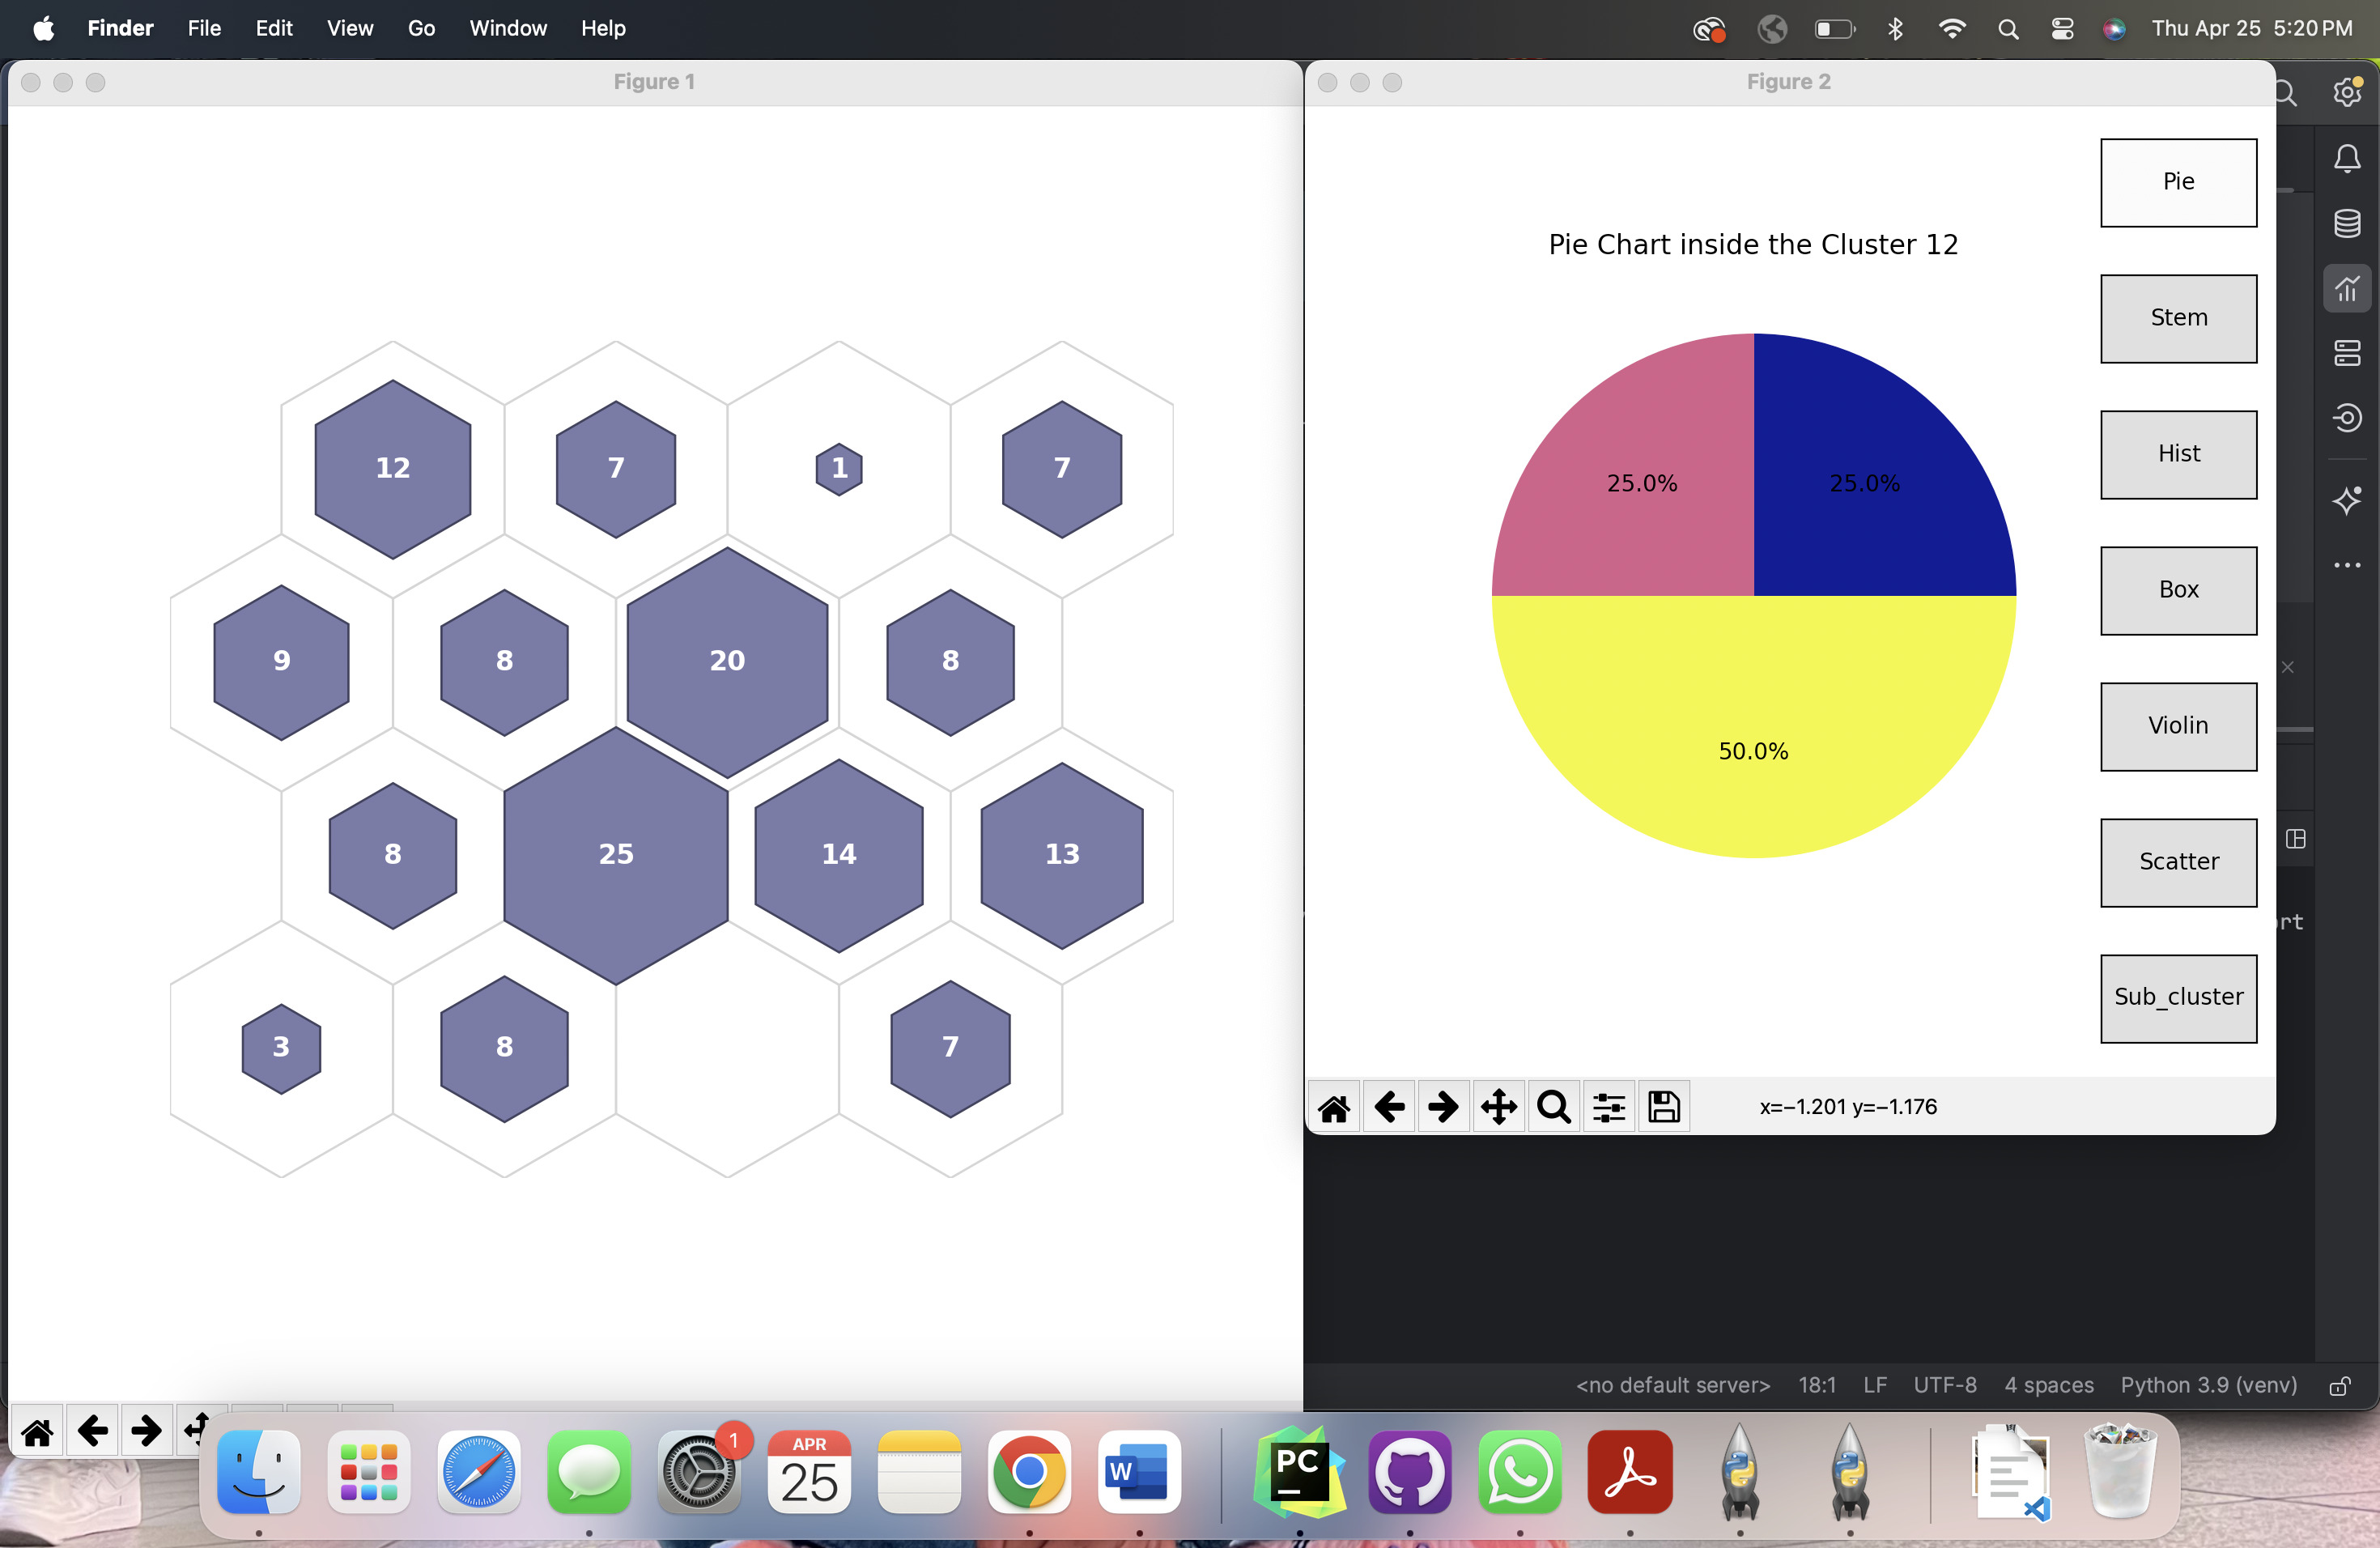 Finder File Edit View Go Window Help Thu Apr 25 5:20 PM
Figure 1
12 7 1 7
9 8 20 8
8 25 14 13
3 8 7
Figure 2
Pie Chart inside the Cluster 12
25.0% 25.0%
50.0%
Pie
Stem
Hist
Box
Violin
Scatter
Sub_cluster
x=−1.201 y=−1.176
<no default server> 18:1 LF UTF-8 4 spaces Python 3.9 (venv)
1
APR
25
W
PC